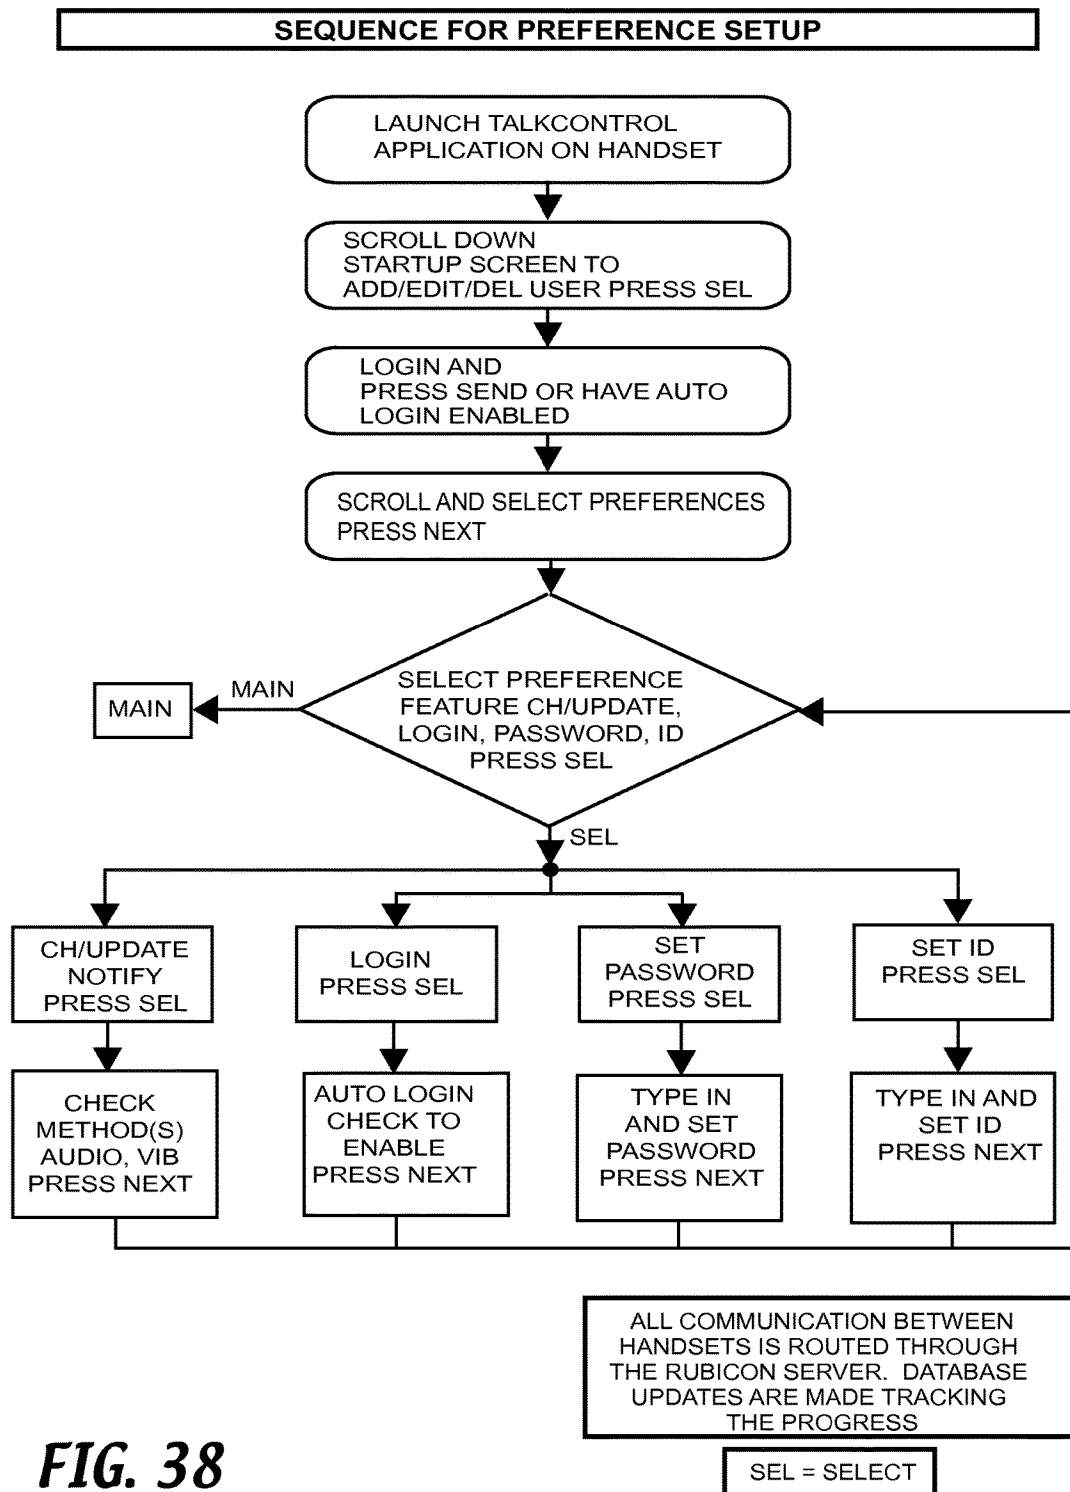 SEQUENCE FOR PREFERENCE SETUP
LAUNCH TALKCONTROL
APPLICATION ON HANDSET
SCROLL DOWN
STARTUP SCREEN TO
ADD/EDIT/DEL USER PRESS SEL
LOGIN AND
PRESS SEND OR HAVE AUTO
LOGIN ENABLED
SCROLL AND SELECT PREFERENCES
PRESS NEXT
SELECT PREFERENCE
FEATURE CH/UPDATE,
LOGIN, PASSWORD, ID
PRESS SEL
MAIN
MAIN
SEL
CH/UPDATE
NOTIFY
PRESS SEL
LOGIN
PRESS SEL
SET
PASSWORD
PRESS SEL
SET ID
PRESS SEL
CHECK
METHOD(S)
AUDIO, VIB
PRESS NEXT
AUTO LOGIN
CHECK TO
ENABLE
PRESS NEXT
TYPE IN
AND SET
PASSWORD
PRESS NEXT
TYPE IN AND
SET ID
PRESS NEXT
ALL COMMUNICATION BETWEEN
HANDSETS IS ROUTED THROUGH
THE RUBICON SERVER. DATABASE
UPDATES ARE MADE TRACKING
THE PROGRESS
SEL = SELECT
FIG. 38